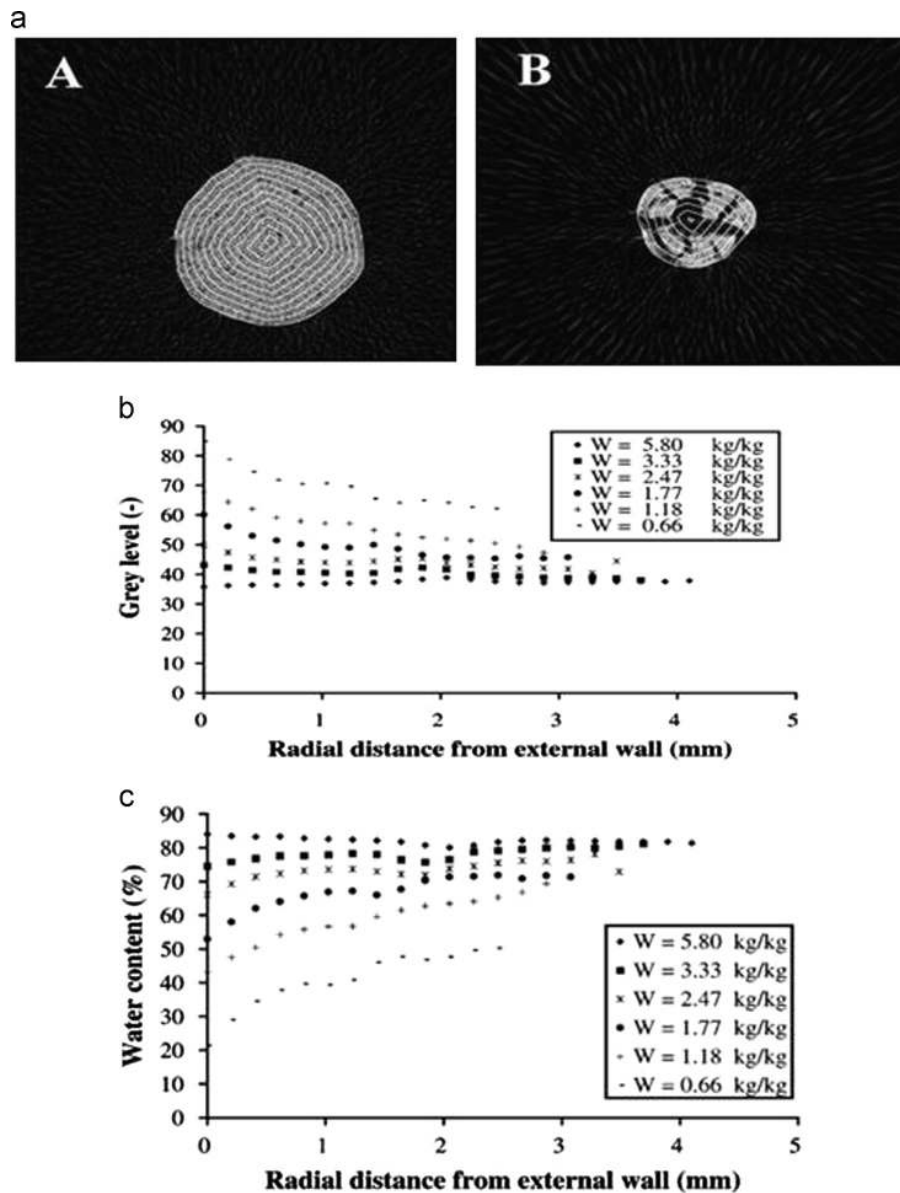 a
A
B
b
90
80
70
60
50
40
30
20
10
0
Grey level (-)
W = 5.80 kg/kg
W = 3.33 kg/kg
W = 2.47 kg/kg
W = 1.77 kg/kg
W = 1.18 kg/kg
W = 0.66 kg/kg
0 1 2 3 4 5
Radial distance from external wall (mm)
c
90
80
70
60
50
40
30
20
10
0
Water content (%)
W = 5.80 kg/kg
W = 3.33 kg/kg
W = 2.47 kg/kg
W = 1.77 kg/kg
W = 1.18 kg/kg
W = 0.66 kg/kg
0 1 2 3 4 5
Radial distance from external wall (mm)